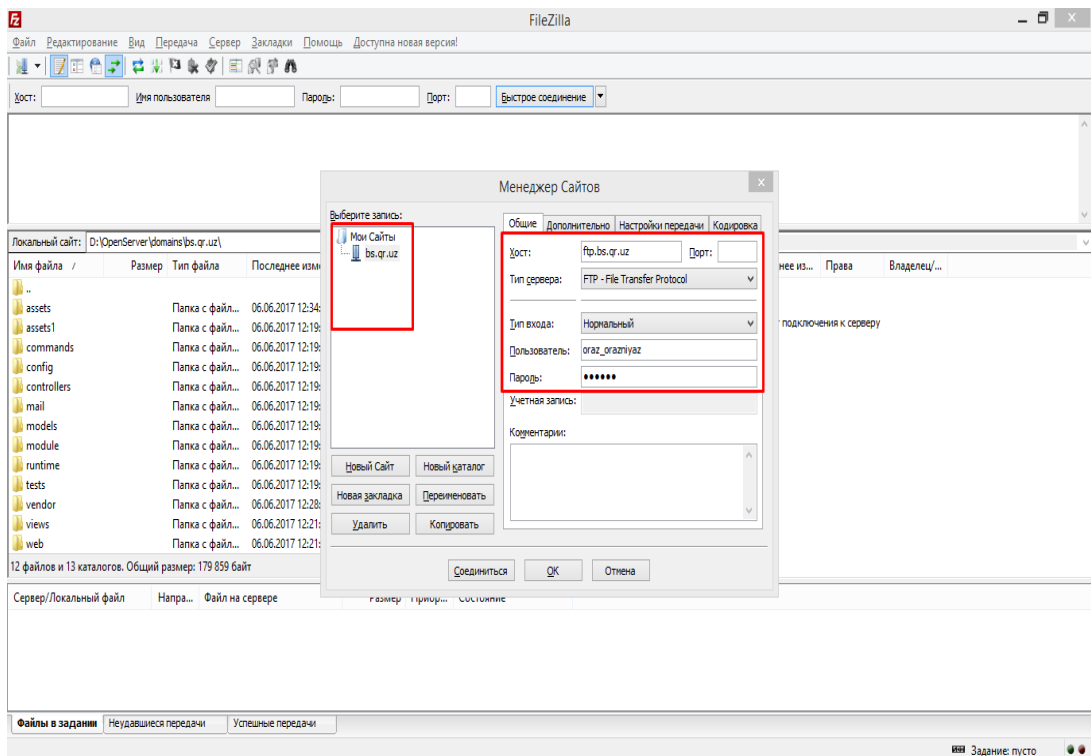 FileZilla
Файл Редактирование Вид Передача Сервер Закладки Помощь Доступна новая версия!
Хост: Имя пользователя Пароль: Порт: Быстрое соединение
Менеджер Сайтов
Выберите запись:
Мои Сайты
bs.qr.uz
Новый Сайт Новый каталог
Новая закладка Переименовать
Удалить Копировать
Общие Дополнительно Настройки передачи Кодировка
Хост: ftp.bs.qr.uz Порт:
Тип сервера: FTP - File Transfer Protocol
Тип входа: Нормальный
Пользователь: oraz_orazniyaz
Пароль: ●●●●●●
Учетная запись:
Комментарии:
Соединиться OK Отмена
Локальный сайт: D:\OpenServer\domains\bs.qr.uz\
Имя файла / Размер Тип файла Последнее изме
..
assets Папка с файл... 06.06.2017 12:34:
assets1 Папка с файл... 06.06.2017 12:19:
commands Папка с файл... 06.06.2017 12:19:
config Папка с файл... 06.06.2017 12:19:
controllers Папка с файл... 06.06.2017 12:19:
mail Папка с файл... 06.06.2017 12:19:
models Папка с файл... 06.06.2017 12:19:
module Папка с файл... 06.06.2017 12:19:
runtime Папка с файл... 06.06.2017 12:19:
tests Папка с файл... 06.06.2017 12:19:
vendor Папка с файл... 06.06.2017 12:28:
views Папка с файл... 06.06.2017 12:21:
web Папка с файл... 06.06.2017 12:21:
12 файлов и 13 каталогов. Общий размер: 179 859 байт
нее из... Права Владелец/...
подключения к серверу
Сервер/Локальный файл Напра... Файл на сервере Размер Приор... Состояние
Файлы в задании Неудавшиеся передачи Успешные передачи
Задание: пусто